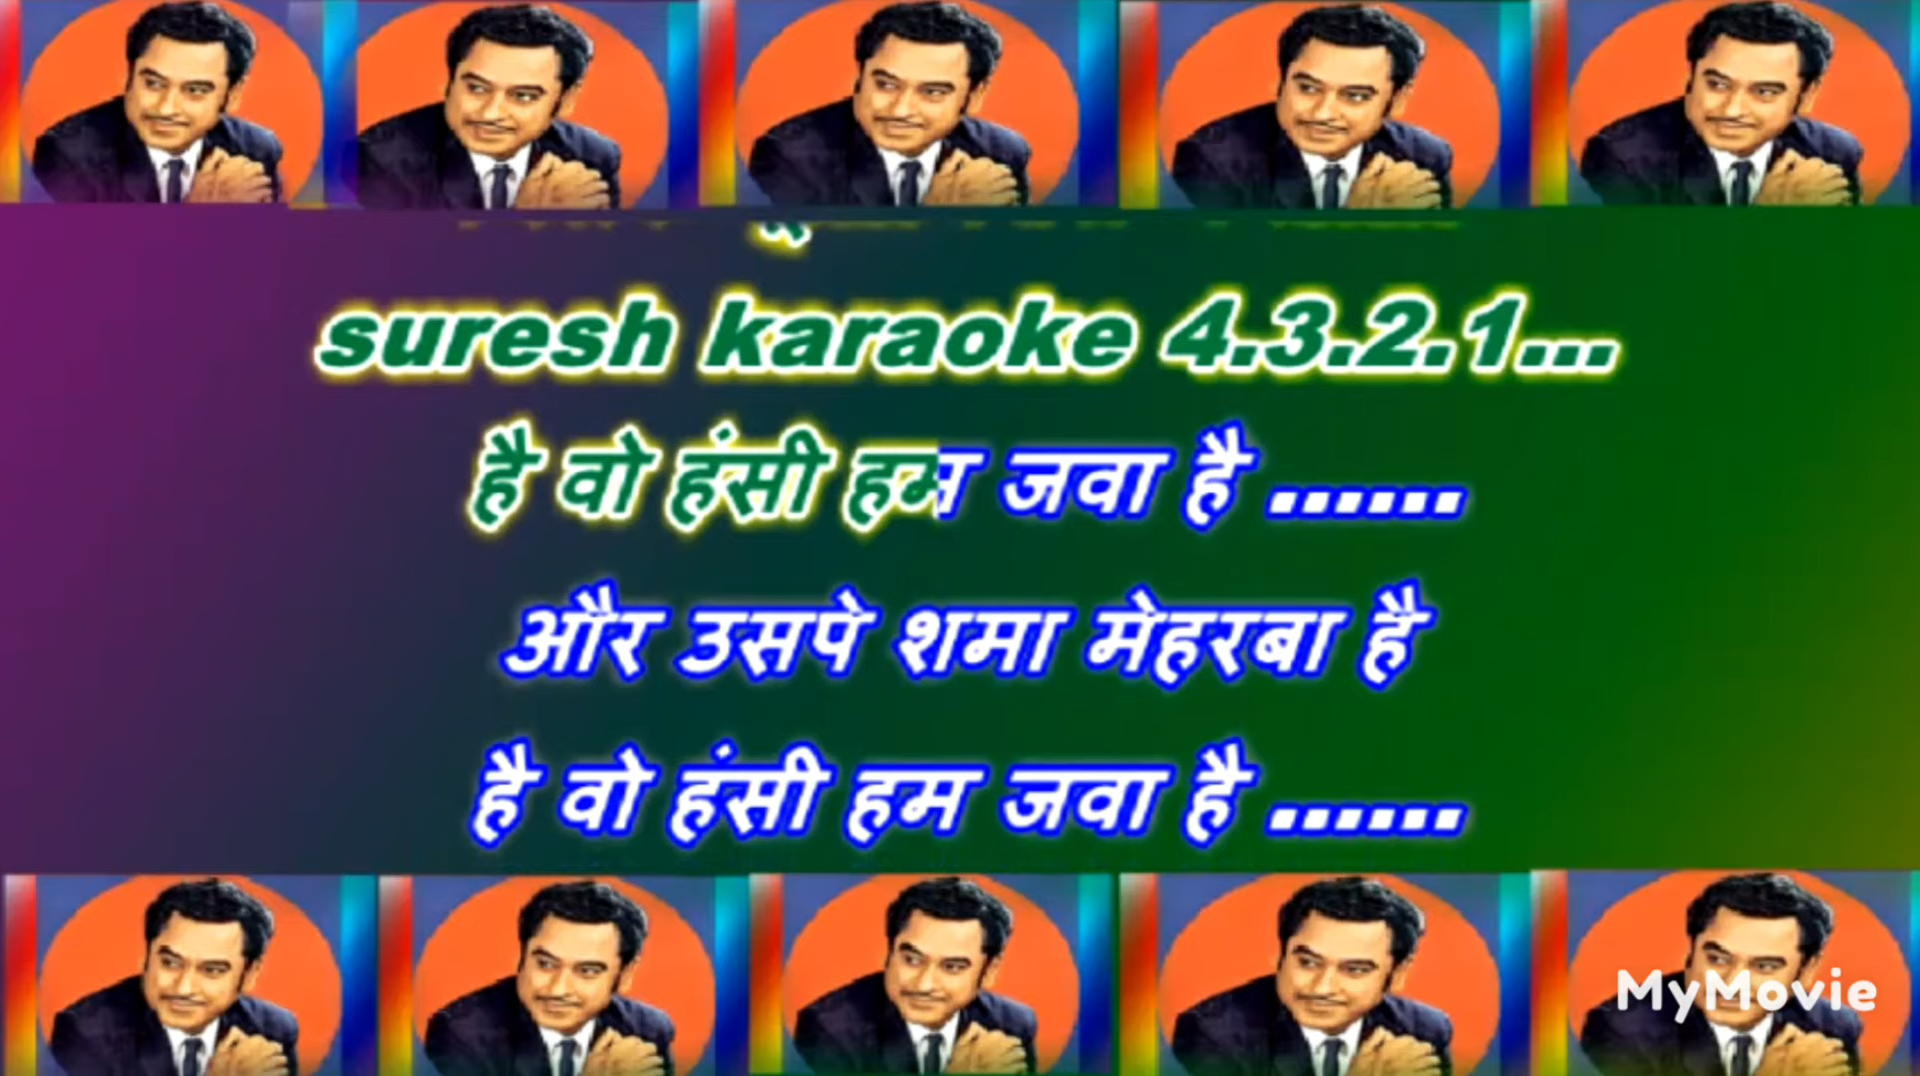 suresh karaoke 4.3.2.1...
है वो हंसी हम जवा है ......
और उसपे शमा मेहरबा है
है वो हंसी हम जवा है ......
MyMovie